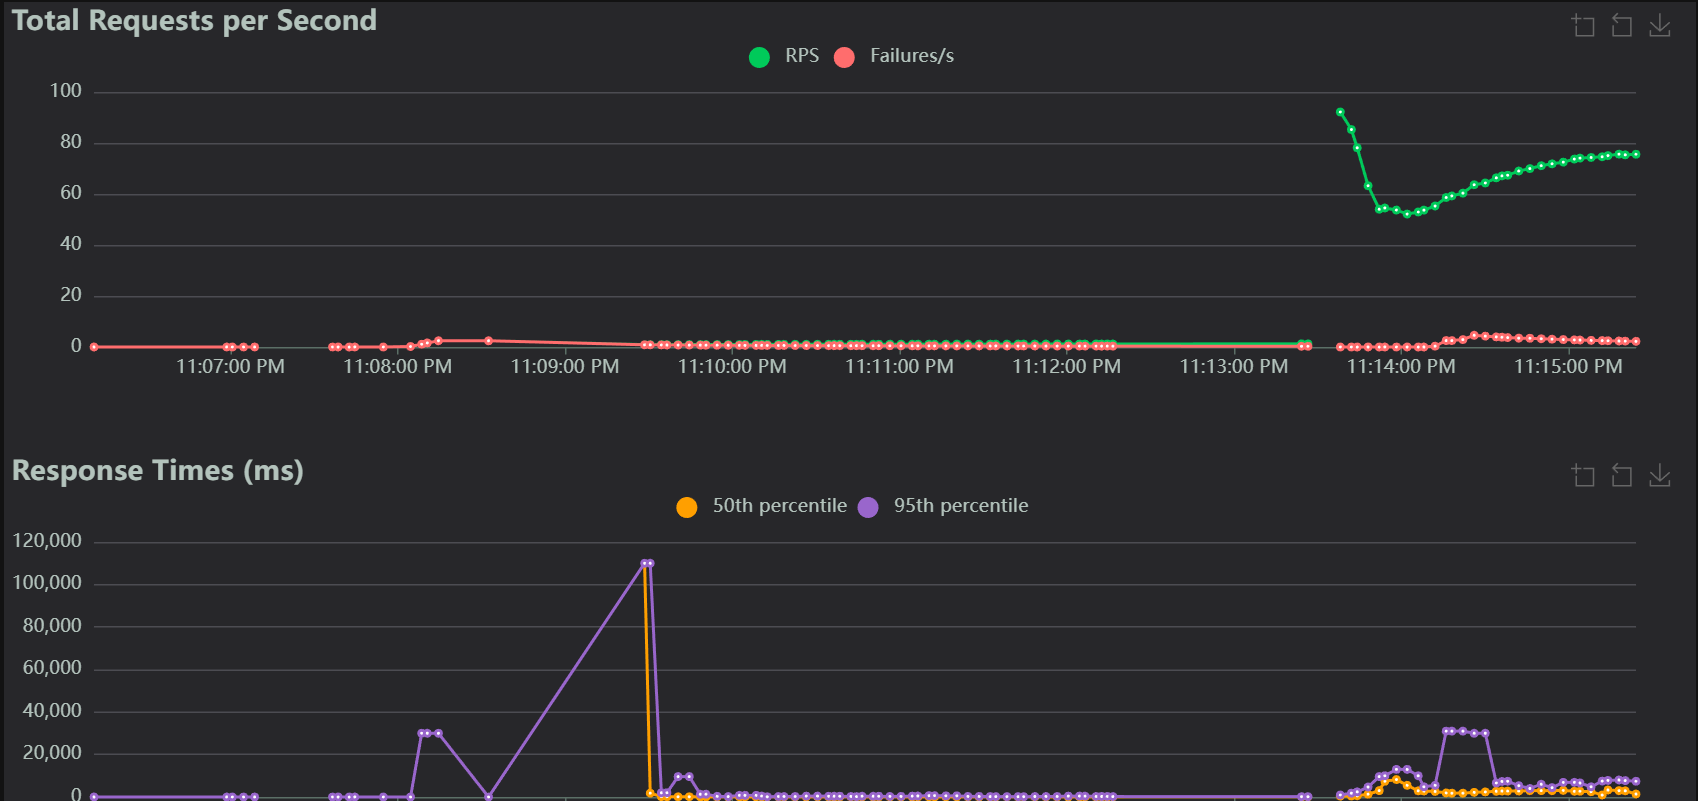 Total Requests per Second
RPS Failures/s
100
80
60
40
20
0
11:07:00 PM 11:08:00 PM 11:09:00 PM 11:10:00 PM 11:11:00 PM 11:12:00 PM 11:13:00 PM 11:14:00 PM 11:15:00 PM
Response Times (ms)
50th percentile 95th percentile
120,000
100,000
80,000
60,000
40,000
20,000
0